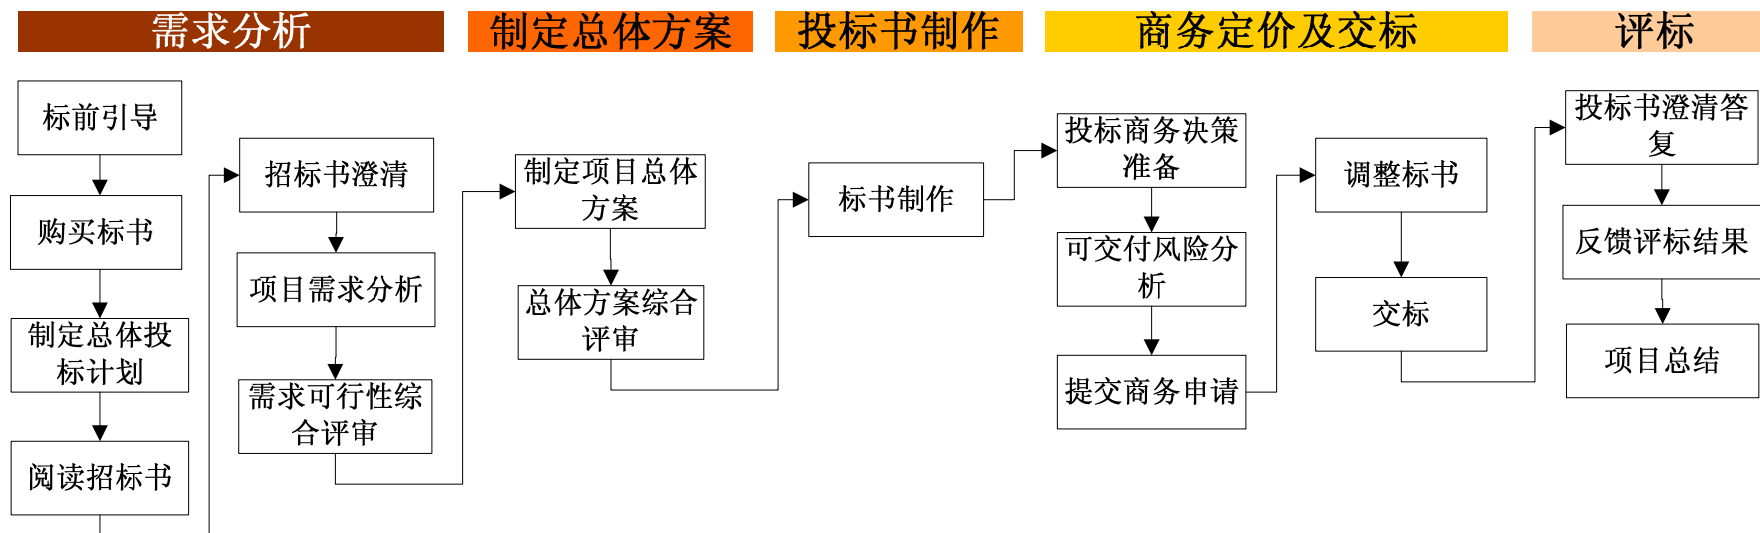 需求分析
制定总体方案
投标书制作
商务定价及交标
评标
标前引导
购买标书
制定总体投
标计划
阅读招标书
招标书澄清
项目需求分析
需求可行性综
合评审
制定项目总体
方案
总体方案综合
评审
标书制作
投标商务决策
准备
可交付风险分
析
提交商务申请
调整标书
交标
投标书澄清答
复
反馈评标结果
项目总结